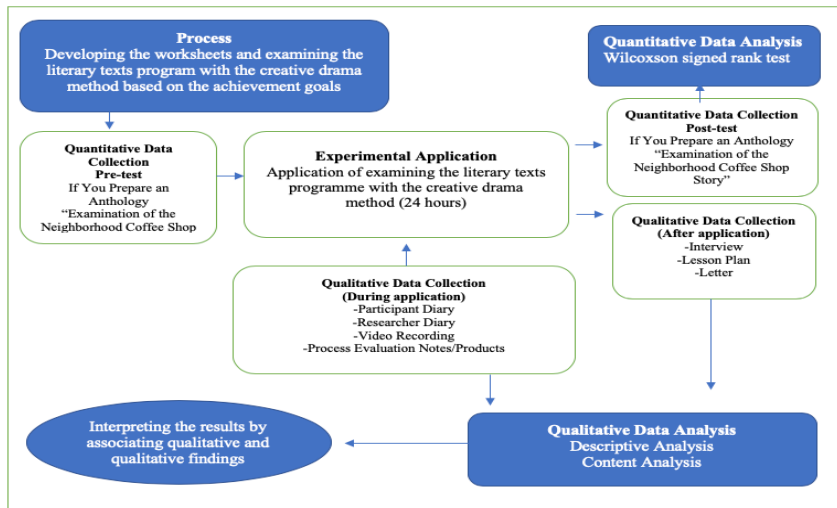 Process
Developing the worksheets and examining the
literary texts program with the creative drama
method based on the achievement goals
Quantitative Data Analysis
Wilcoxson signed rank test
Quantitative Data
Collection
Pre-test
If You Prepare an
Anthology
“Examination of the
Neighborhood Coffee Shop
Experimental Application
Application of examining the literary texts
programme with the creative drama
method (24 hours)
Quantitative Data Collection
Post-test
If You Prepare an Anthology
“Examination of the
Neighborhood Coffee Shop
Story”
Qualitative Data Collection
(After application)
-Interview
-Lesson Plan
-Letter
Qualitative Data Collection
(During application)
-Participant Diary
-Researcher Diary
-Video Recording
-Process Evaluation Notes/Products
Interpreting the results by
associating qualitative and
qualitative findings
Qualitative Data Analysis
Descriptive Analysis
Content Analysis